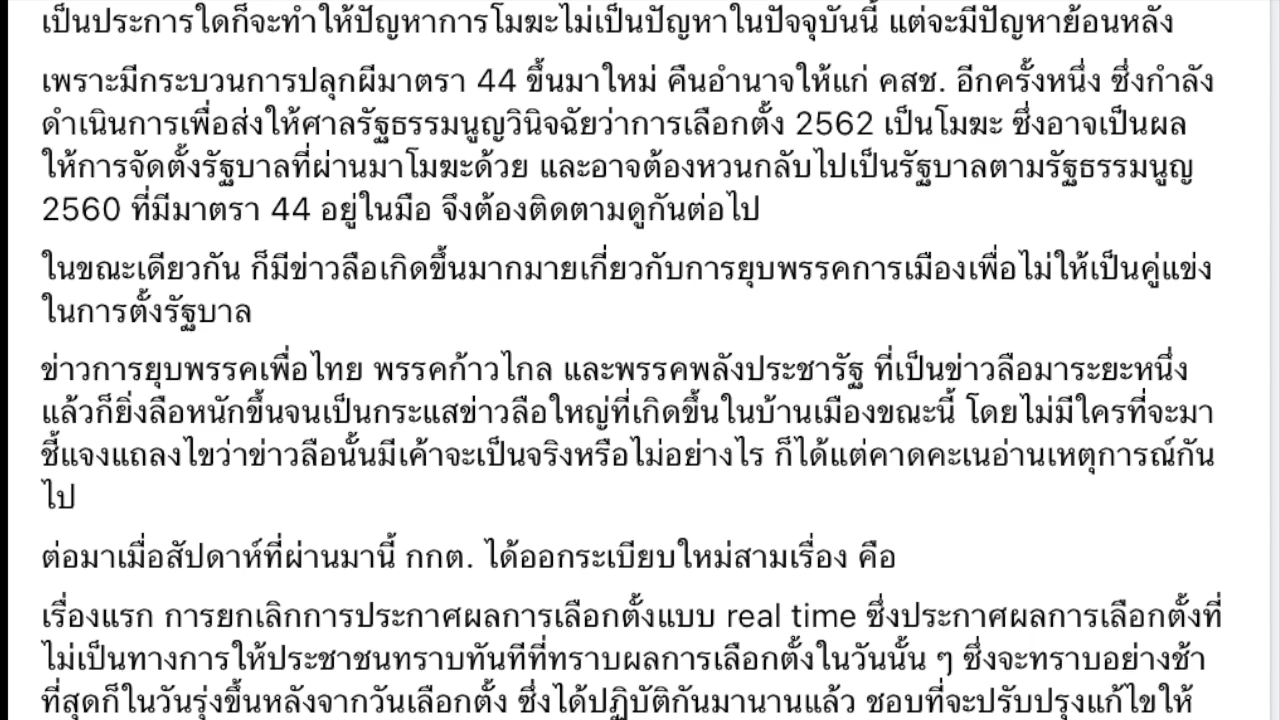 เป็นประการใดก็จะทำให้ปัญหาการโมฆะไม่เป็นปัญหาในปัจจุบันนี้ แต่จะมีปัญหาย้อนหลัง
เพราะมีกระบวนการปลุกผีมาตรา 44 ขึ้นมาใหม่ คืนอำนาจให้แก่ คสช. อีกครั้งหนึ่ง ซึ่งกำลัง
ดำเนินการเพื่อส่งให้ศาลรัฐธรรมนูญวินิจฉัยว่าการเลือกตั้ง 2562 เป็นโมฆะ ซึ่งอาจเป็นผล
ให้การจัดตั้งรัฐบาลที่ผ่านมาโมฆะด้วย และอาจต้องหวนกลับไปเป็นรัฐบาลตามรัฐธรรมนูญ
2560 ที่มีมาตรา 44 อยู่ในมือ จึงต้องติดตามดูกันต่อไป
ในขณะเดียวกัน ก็มีข่าวลือเกิดขึ้นมากมายเกี่ยวกับการยุบพรรคการเมืองเพื่อไม่ให้เป็นคู่แข่ง
ในการตั้งรัฐบาล
ข่าวการยุบพรรคเพื่อไทย พรรคก้าวไกล และพรรคพลังประชารัฐ ที่เป็นข่าวลือมาระยะหนึ่ง
แล้วก็ยิ่งลือหนักขึ้นจนเป็นกระแสข่าวลือใหญ่ที่เกิดขึ้นในบ้านเมืองขณะนี้ โดยไม่มีใครที่จะมา
ชี้แจงแถลงไขว่าข่าวลือนั้นมีเค้าจะเป็นจริงหรือไม่อย่างไร ก็ได้แต่คาดคะเนอ่านเหตุการณ์กัน
ไป
ต่อมาเมื่อสัปดาห์ที่ผ่านมานี้ กกต. ได้ออกระเบียบใหม่สามเรื่อง คือ
เรื่องแรก การยกเลิกการประกาศผลการเลือกตั้งแบบ real time ซึ่งประกาศผลการเลือกตั้งที่
ไม่เป็นทางการให้ประชาชนทราบทันทีที่ทราบผลการเลือกตั้งในวันนั้น ๆ ซึ่งจะทราบอย่างช้า
ที่สุดก็ในวันรุ่งขึ้นหลังจากวันเลือกตั้ง ซึ่งได้ปฏิบัติกันมานานแล้ว ชอบที่จะปรับปรุงแก้ไขให้